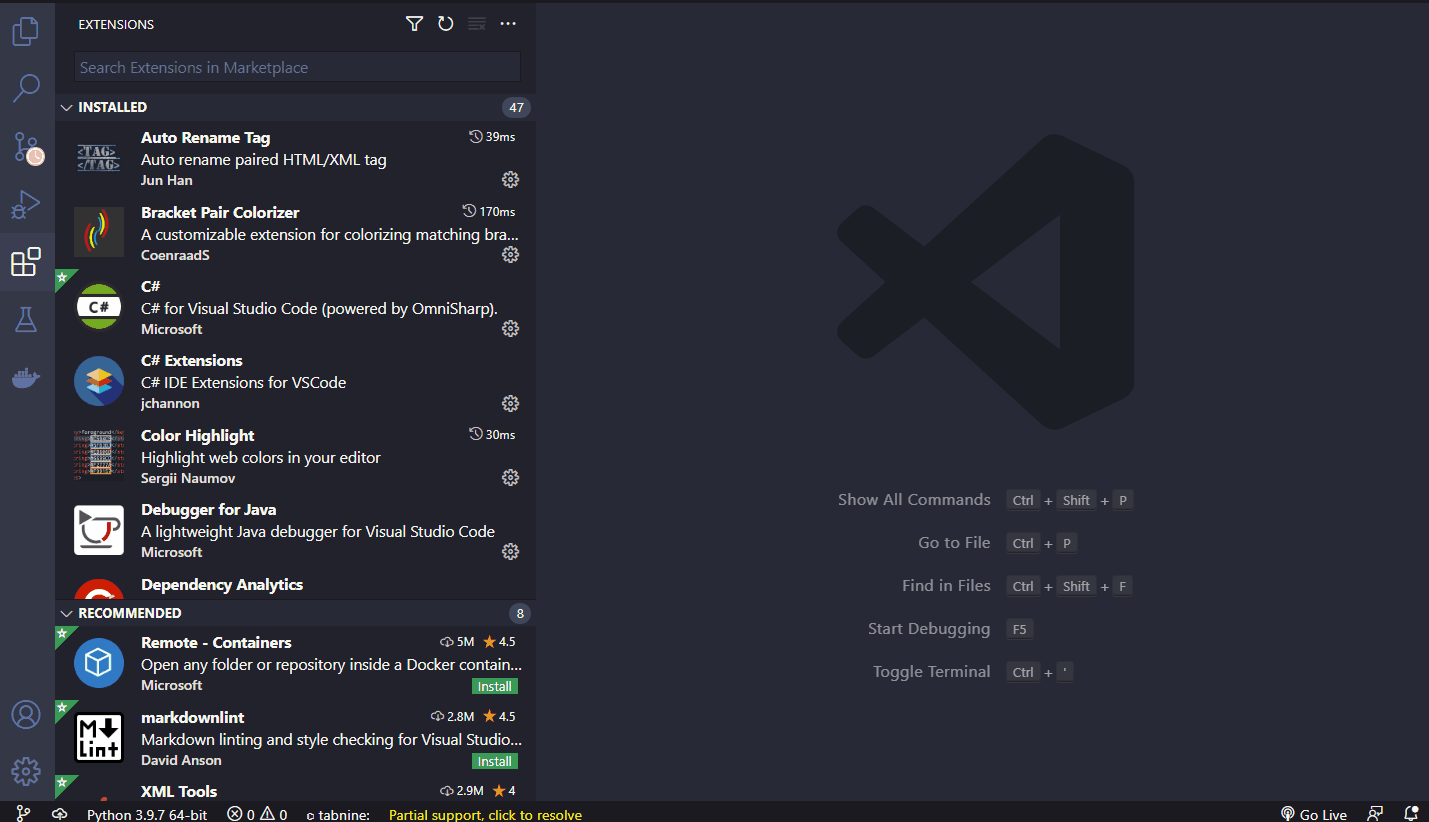 EXTENSIONS
Search Extensions in Marketplace
INSTALLED 47
<TAG>
</TAG>
Auto Rename Tag 39ms
Auto rename paired HTML/XML tag
Jun Han
Bracket Pair Colorizer 170ms
A customizable extension for colorizing matching bra...
CoenraadS
C#
C#
C# for Visual Studio Code (powered by OmniSharp).
Microsoft
C# Extensions
C# IDE Extensions for VSCode
jchannon
Color Highlight 30ms
Highlight web colors in your editor
Sergii Naumov
Debugger for Java
A lightweight Java debugger for Visual Studio Code
Microsoft
Dependency Analytics
RECOMMENDED 8
Remote - Containers 5M 4.5
Open any folder or repository inside a Docker contain...
Microsoft Install
M
Lint
markdownlint 2.8M 4.5
Markdown linting and style checking for Visual Studio...
David Anson Install
XML Tools 2.9M 4
Show All Commands Ctrl + Shift + P
Go to File Ctrl + P
Find in Files Ctrl + Shift + F
Start Debugging F5
Toggle Terminal Ctrl + '
Python 3.9.7 64-bit 0 0 tabnine: Partial support, click to resolve Go Live